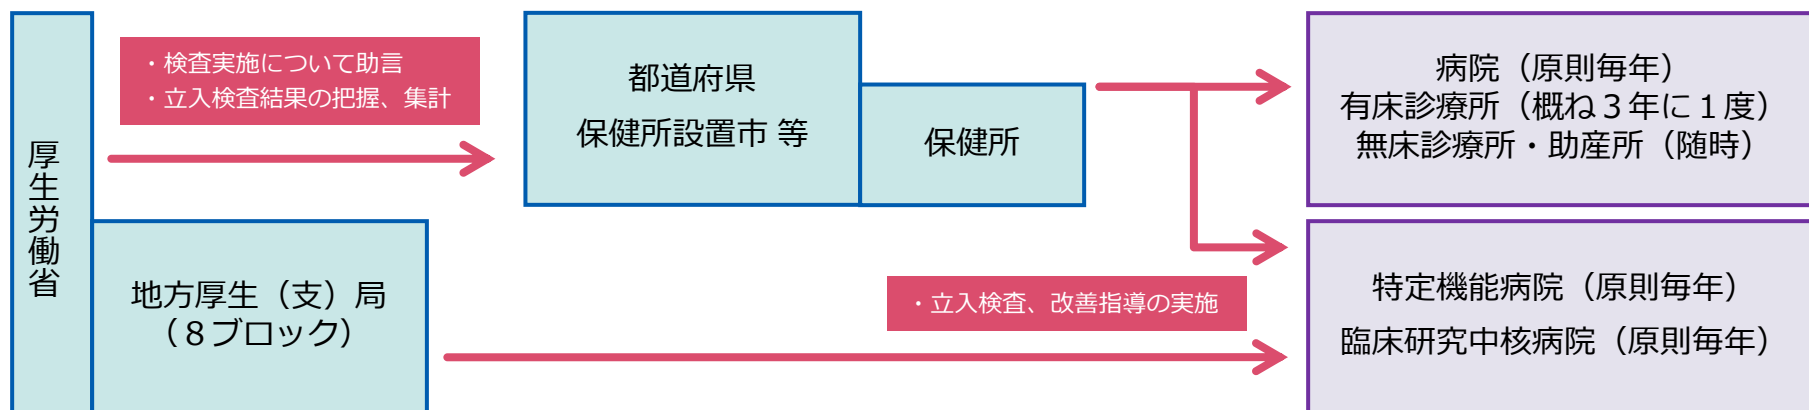 厚生労働省
・検査実施について助言
・立入検査結果の把握、集計
都道府県
保健所設置市 等
保健所
病院（原則毎年）
有床診療所（概ね３年に１度）
無床診療所・助産所（随時）
地方厚生（支）局
（８ブロック）
・立入検査、改善指導の実施
特定機能病院（原則毎年）
臨床研究中核病院（原則毎年）